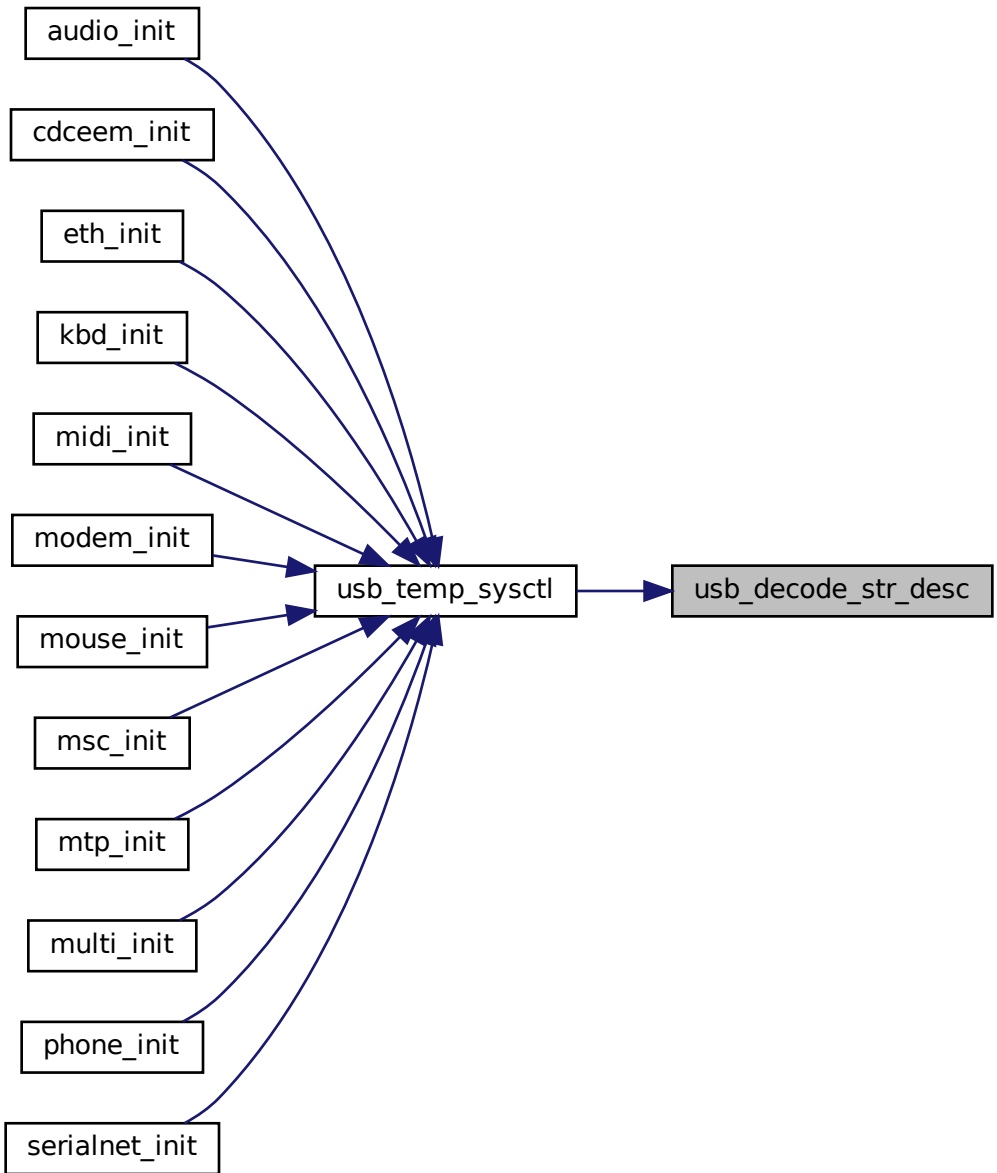 audio_init
cdceem_init
eth_init
kbd_init
midi_init
modem_init
usb_temp_sysctl
usb_decode_str_desc
mouse_init
msc_init
mtp_init
multi_init
phone_init
serialnet_init